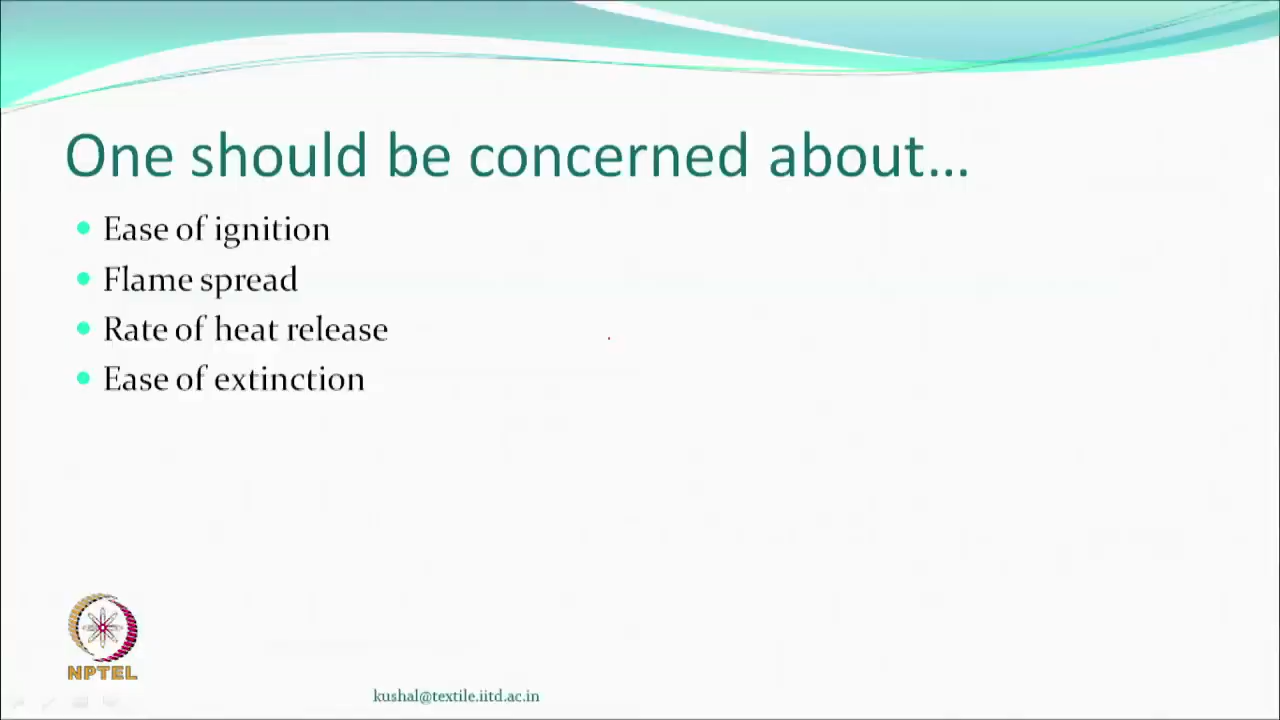 One should be concerned about...
Ease of ignition
Flame spread
Rate of heat release
Ease of extinction
NPTEL
kushal@textile.iitd.ac.in